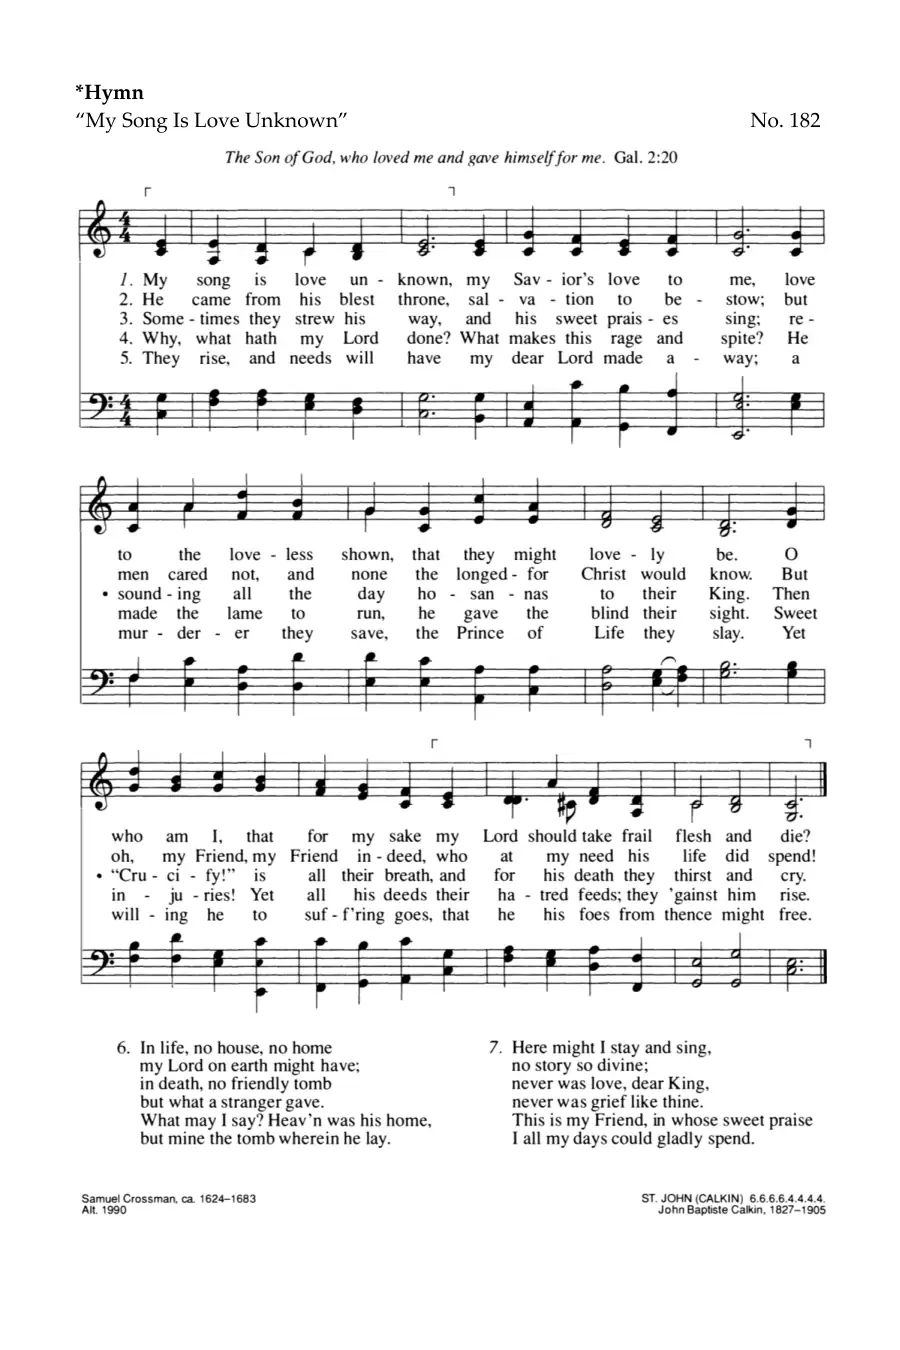 *Hymn
“My Song Is Love Unknown” No. 182
The Son of God, who loved me and gave himself for me. Gal. 2:20
1. My song is love un - known, my Sav - ior’s love to me, love
2. He came from his blest throne, sal - va - tion to be - stow; but
3. Some - times they strew his way, and his sweet prais - es sing; re -
4. Why, what hath my Lord done? What makes this rage and spite? He
5. They rise, and needs will have my dear Lord made a - way; a
to the love - less shown, that they might love - ly be. O
men cared not, and none the longed - for Christ would know. But
• sound - ing all the day ho - san - nas to their King. Then
made the lame to run, he gave the blind their sight. Sweet
mur - der - er they save, the Prince of Life they slay. Yet
who am I, that for my sake my Lord should take frail flesh and die?
oh, my Friend, my Friend in - deed, who at my need his life did spend!
• “Cru - ci - fy!” is all their breath, and for his death they thirst and cry.
in - ju - ries! Yet all his deeds their ha - tred feeds; they ’gainst him rise.
will - ing he to suf - f’ring goes, that he his foes from thence might free.
6. In life, no house, no home
my Lord on earth might have;
in death, no friendly tomb
but what a stranger gave.
What may I say? Heav’n was his home,
but mine the tomb wherein he lay.
7. Here might I stay and sing,
no story so divine;
never was love, dear King,
never was grief like thine.
This is my Friend, in whose sweet praise
I all my days could gladly spend.
Samuel Crossman, ca. 1624–1683
Alt. 1990
ST. JOHN (CALKIN) 6.6.6.6.4.4.4.4.
John Baptiste Calkin, 1827–1905